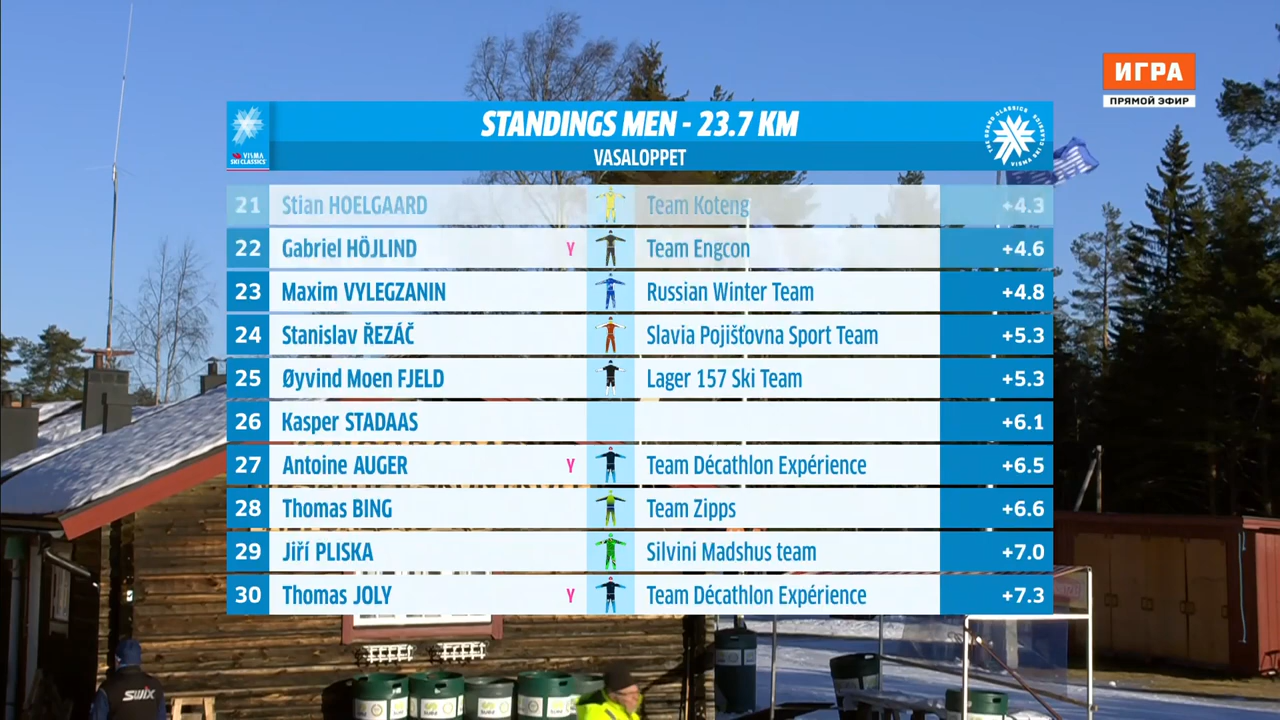 ИГРА
ПРЯМОЙ ЭФИР
STANDINGS MEN - 23.7 KM
VASALOPPET
VISMA
SKI CLASSICS
21 Stian HOELGAARD Team Koteng +4.3
22 Gabriel HÖJLIND Y Team Engcon +4.6
23 Maxim VYLEGZANIN Russian Winter Team +4.8
24 Stanislav ŘEZÁČ Slavia Pojišťovna Sport Team +5.3
25 Øyvind Moen FJELD Lager 157 Ski Team +5.3
26 Kasper STADAAS +6.1
27 Antoine AUGER Y Team Décathlon Expérience +6.5
28 Thomas BING Team Zipps +6.6
29 Jiří PLISKA Silvini Madshus team +7.0
30 Thomas JOLY Y Team Décathlon Expérience +7.3
SWIX